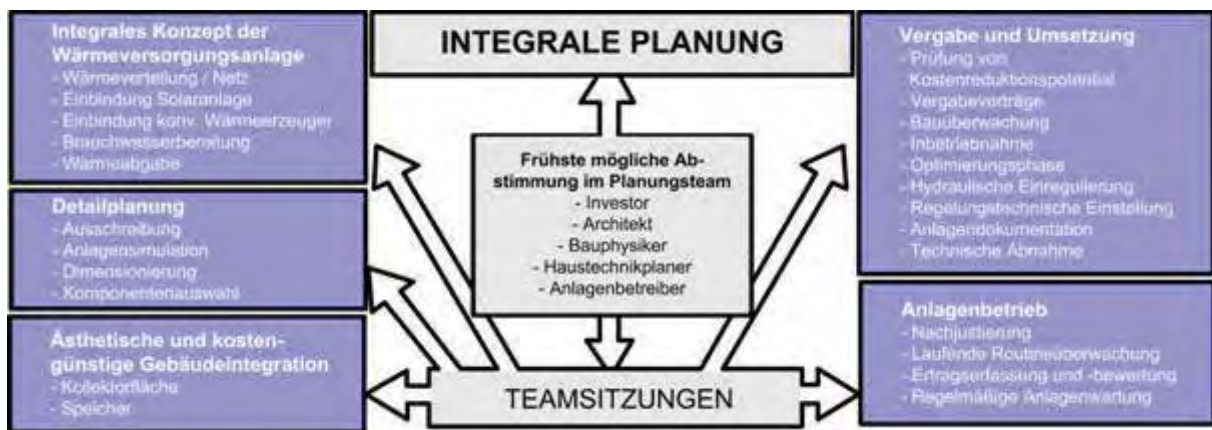 Integrales Konzept der
Wärmeversorgungsanlage
- Wärmeverteilung / Netz
- Einbindung Solaranlage
- Einbindung konv. Wärmeerzeuger
- Brauchwasserbereitung
- Wärmeabgabe
Detailplanung
- Ausschreibung
- Anlagensimulation
- Dimensionierung
- Komponentenauswahl
Ästhetische und kosten-
günstige Gebäudeintegration
- Kollektorfläche
- Speicher
INTEGRALE PLANUNG
Frühste mögliche Ab-
stimmung im Planungsteam
- Investor
- Architekt
- Bauphysiker
- Haustechnikplaner
- Anlagenbetreiber
TEAMSITZUNGEN
Vergabe und Umsetzung
- Prüfung von
Kostenreduktionspotential
- Vergabeverträge
- Bauüberwachung
- Inbetriebnahme
- Optimierungsphase
- Hydraulische Einregulierung
- Regelungstechnische Einstellung
- Anlagendokumentation
- Technische Abnahme
Anlagenbetrieb
- Nachjustierung
- Laufende Routineüberwachung
- Ertragserfassung und -bewertung
- Regelmäßige Anlagenwartung